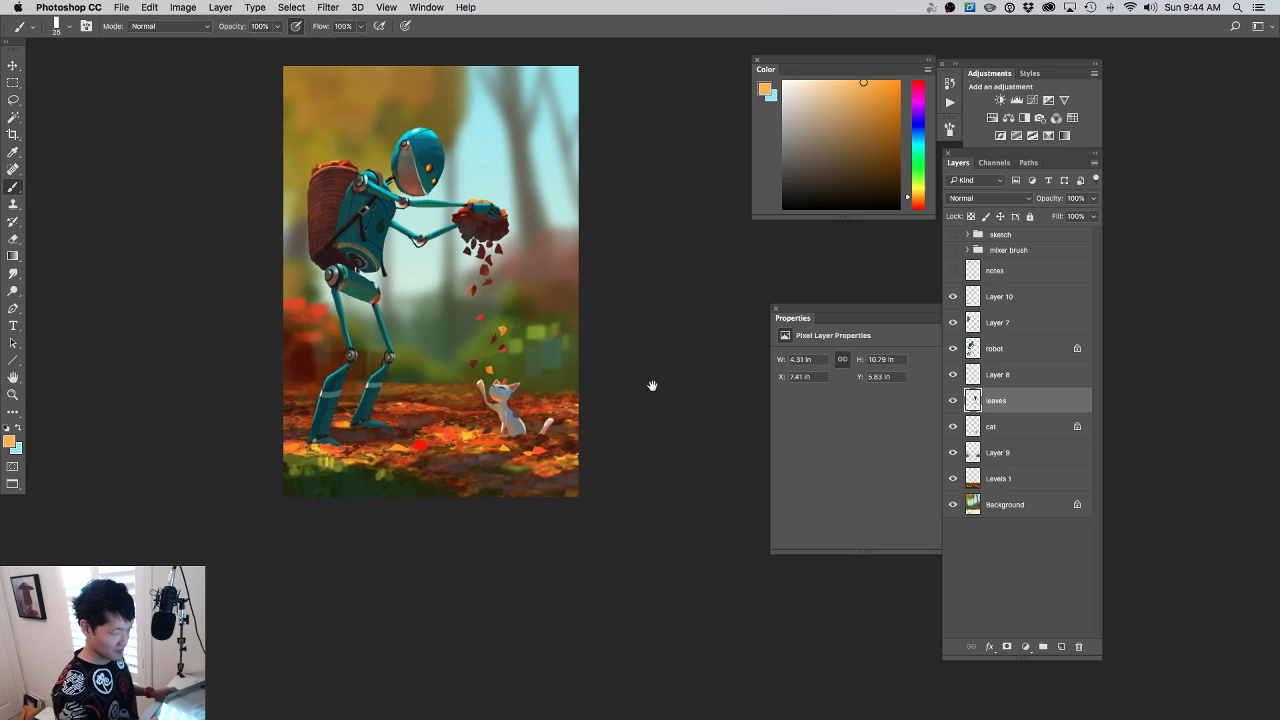 Photoshop CC File Edit Image Layer Type Select Filter 3D View Window Help Sun 9:44 AM
25 Mode: Normal Opacity: 100% Flow: 100%
Color
Adjustments Styles
Add an adjustment
Layers Channels Paths
Kind
Normal Opacity: 100%
Lock: Fill: 100%
sketch
mixer brush
notes
Layer 10
Layer 7
robot
Layer 8
leaves
cat
Layer 9
Levels 1
Background
fx
Properties
Pixel Layer Properties
W: 4.31 in H: 10.79 in
X: 7.41 in Y: 5.83 in